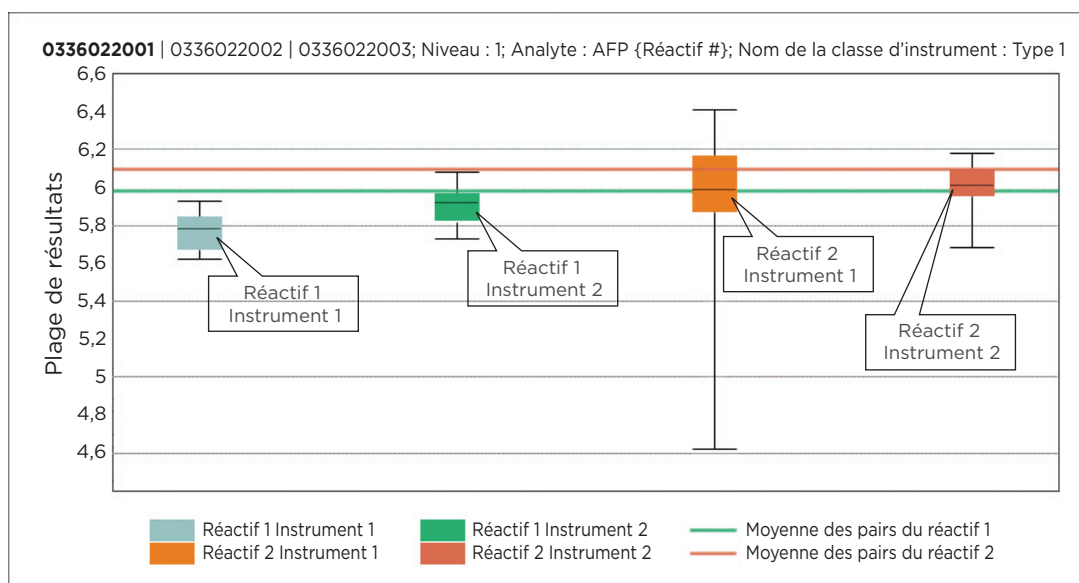 0336022001 | 0336022002 | 0336022003; Niveau : 1; Analyte : AFP {Réactif #}; Nom de la classe d’instrument : Type 1
Plage de résultats
6,6
6,4
6,2
6
5,8
5,6
5,4
5,2
5
4,8
4,6
Réactif 1
Instrument 1
Réactif 1
Instrument 2
Réactif 2
Instrument 1
Réactif 2
Instrument 2
Réactif 1 Instrument 1
Réactif 1 Instrument 2
Moyenne des pairs du réactif 1
Réactif 2 Instrument 1
Réactif 2 Instrument 2
Moyenne des pairs du réactif 2